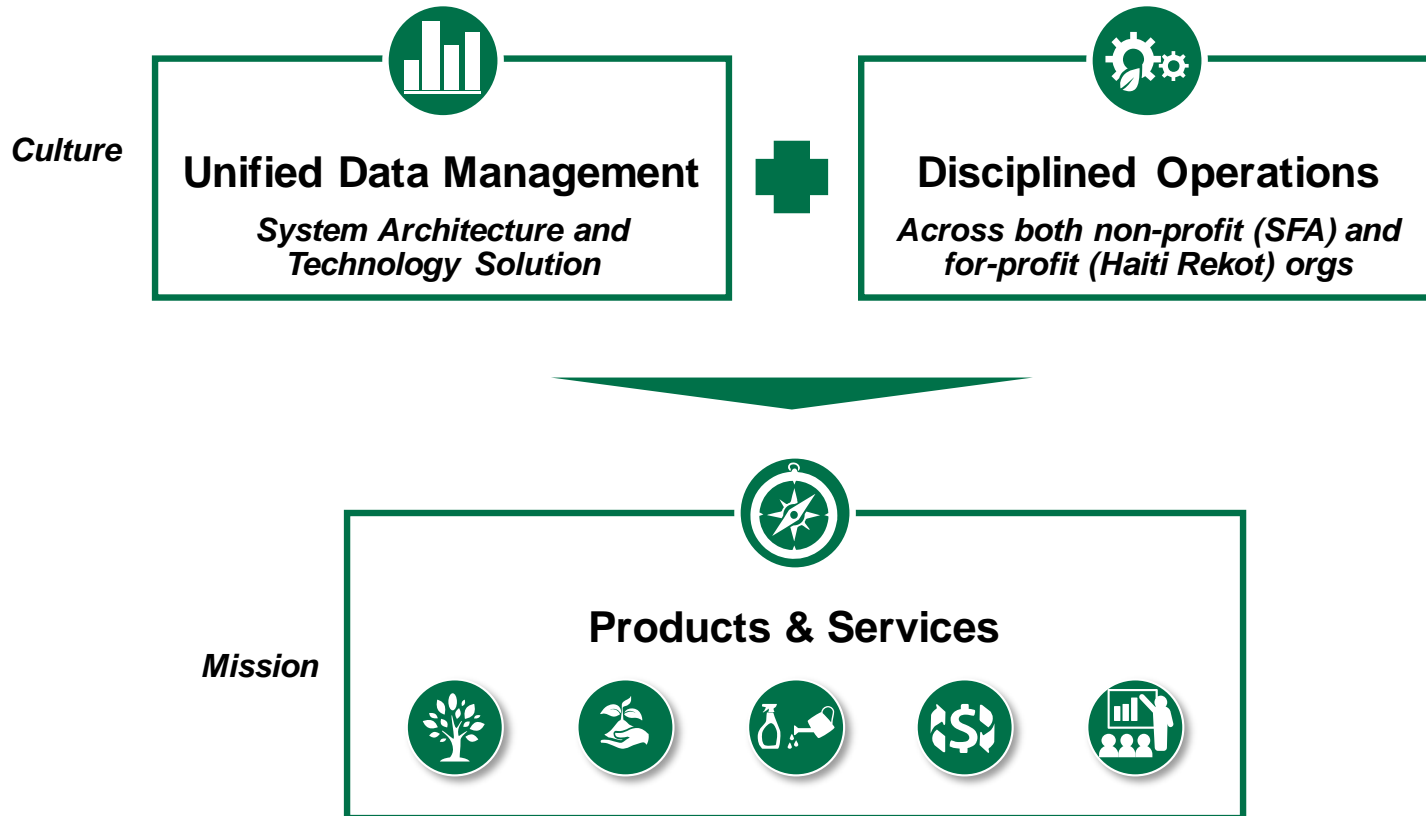 Culture
Unified Data Management
System Architecture and
Technology Solution
Disciplined Operations
Across both non-profit (SFA) and
for-profit (Haiti Rekot) orgs
Mission
Products & Services